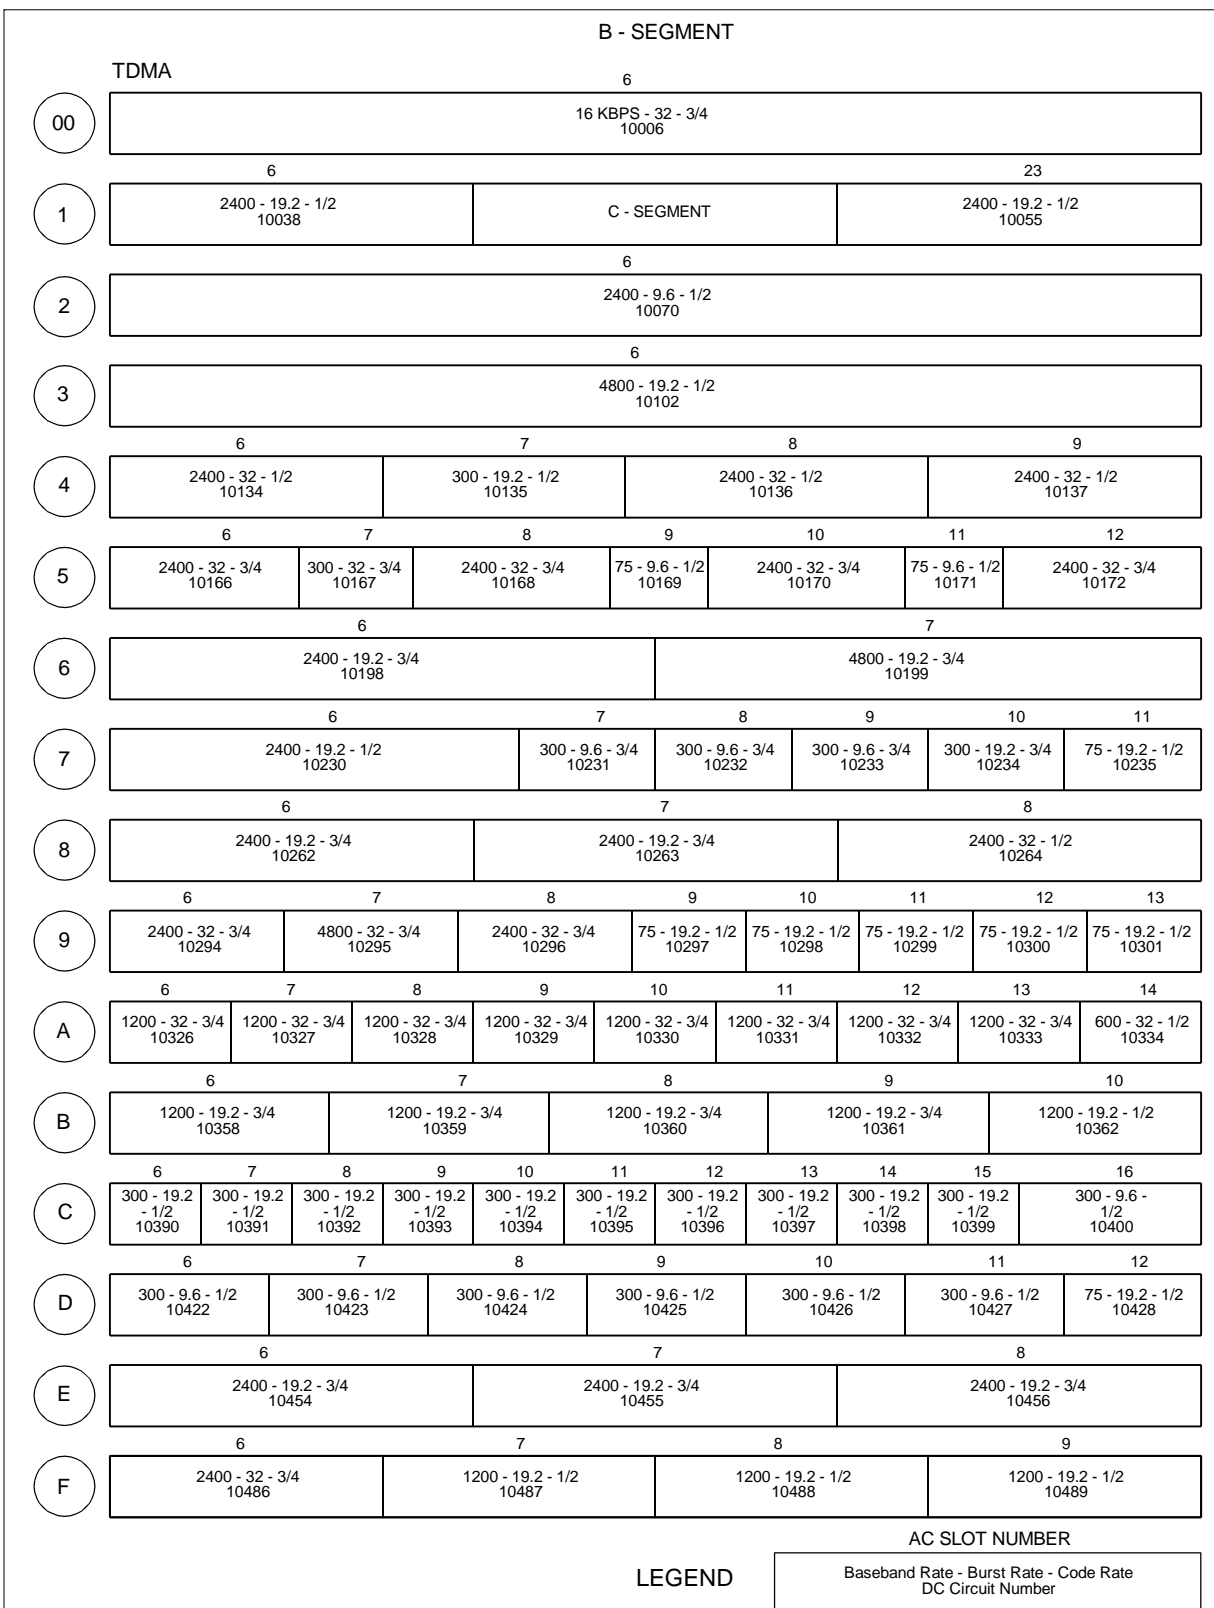 B - SEGMENT
TDMA
6
00
16 KBPS - 32 - 3/4
10006
6 23
1
2400 - 19.2 - 1/2 C - SEGMENT 2400 - 19.2 - 1/2
10038 10055
6
2
2400 - 9.6 - 1/2
10070
6
3
4800 - 19.2 - 1/2
10102
6 7 8 9
4
2400 - 32 - 1/2 300 - 19.2 - 1/2 2400 - 32 - 1/2 2400 - 32 - 1/2
10134 10135 10136 10137
6 7 8 9 10 11 12
5
2400 - 32 - 3/4 300 - 32 - 3/4 2400 - 32 - 3/4 75 - 9.6 - 1/2 2400 - 32 - 3/4 75 - 9.6 - 1/2 2400 - 32 - 3/4
10166 10167 10168 10169 10170 10171 10172
6 7
6
2400 - 19.2 - 3/4 4800 - 19.2 - 3/4
10198 10199
6 7 8 9 10 11
7
2400 - 19.2 - 1/2 300 - 9.6 - 3/4 300 - 9.6 - 3/4 300 - 9.6 - 3/4 300 - 19.2 - 3/4 75 - 19.2 - 1/2
10230 10231 10232 10233 10234 10235
6 7 8
8
2400 - 19.2 - 3/4 2400 - 19.2 - 3/4 2400 - 32 - 1/2
10262 10263 10264
6 7 8 9 10 11 12 13
9
2400 - 32 - 3/4 4800 - 32 - 3/4 2400 - 32 - 3/4 75 - 19.2 - 1/2 75 - 19.2 - 1/2 75 - 19.2 - 1/2 75 - 19.2 - 1/2 75 - 19.2 - 1/2
10294 10295 10296 10297 10298 10299 10300 10301
6 7 8 9 10 11 12 13 14
A
1200 - 32 - 3/4 1200 - 32 - 3/4 1200 - 32 - 3/4 1200 - 32 - 3/4 1200 - 32 - 3/4 1200 - 32 - 3/4 1200 - 32 - 3/4 1200 - 32 - 3/4 600 - 32 - 1/2
10326 10327 10328 10329 10330 10331 10332 10333 10334
6 7 8 9 10
B
1200 - 19.2 - 3/4 1200 - 19.2 - 3/4 1200 - 19.2 - 3/4 1200 - 19.2 - 3/4 1200 - 19.2 - 1/2
10358 10359 10360 10361 10362
6 7 8 9 10 11 12 13 14 15 16
C
300 - 19.2 300 - 19.2 300 - 19.2 300 - 19.2 300 - 19.2 300 - 19.2 300 - 19.2 300 - 19.2 300 - 19.2 300 - 19.2 300 - 9.6 -
- 1/2 - 1/2 - 1/2 - 1/2 - 1/2 - 1/2 - 1/2 - 1/2 - 1/2 - 1/2 1/2
10390 10391 10392 10393 10394 10395 10396 10397 10398 10399 10400
6 7 8 9 10 11 12
D
300 - 9.6 - 1/2 300 - 9.6 - 1/2 300 - 9.6 - 1/2 300 - 9.6 - 1/2 300 - 9.6 - 1/2 300 - 9.6 - 1/2 75 - 19.2 - 1/2
10422 10423 10424 10425 10426 10427 10428
6 7 8
E
2400 - 19.2 - 3/4 2400 - 19.2 - 3/4 2400 - 19.2 - 3/4
10454 10455 10456
6 7 8 9
F
2400 - 32 - 3/4 1200 - 19.2 - 1/2 1200 - 19.2 - 1/2 1200 - 19.2 - 1/2
10486 10487 10488 10489
AC SLOT NUMBER
LEGEND
Baseband Rate - Burst Rate - Code Rate
DC Circuit Number